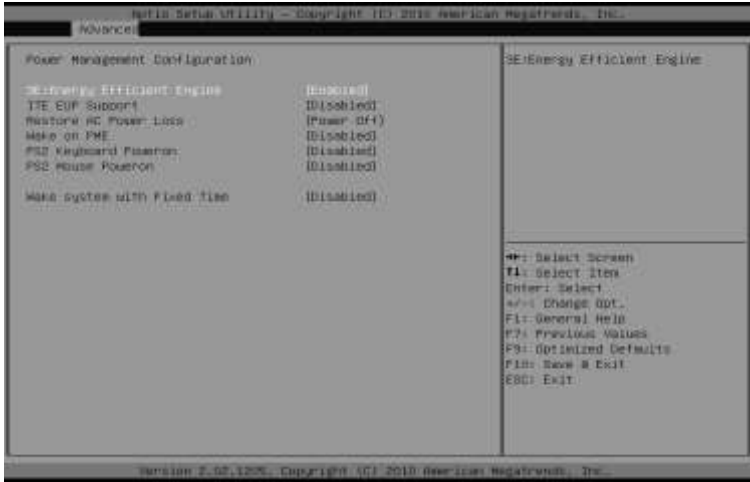 Aptio Setup Utility - Copyright (C) 2010 American Megatrends, Inc.
Advanced
Power Management Configuration
3E:Energy Efficient Engine
3E:Energy Efficient Engine [Enabled]
ITE EUP Support [Disabled]
Restore AC Power Loss [Power Off]
Wake on PME [Disabled]
PS2 Keyboard Poweron [Disabled]
PS2 Mouse Poweron [Disabled]
Wake system with Fixed Time [Disabled]
: Select Screen
: Select Item
Enter: Select
+/-: Change Opt.
F1: General Help
F7: Previous Values
F9: Optimized Defaults
F10: Save & Exit
ESC: Exit
Version 2.02.1205. Copyright (C) 2010 American Megatrends, Inc.